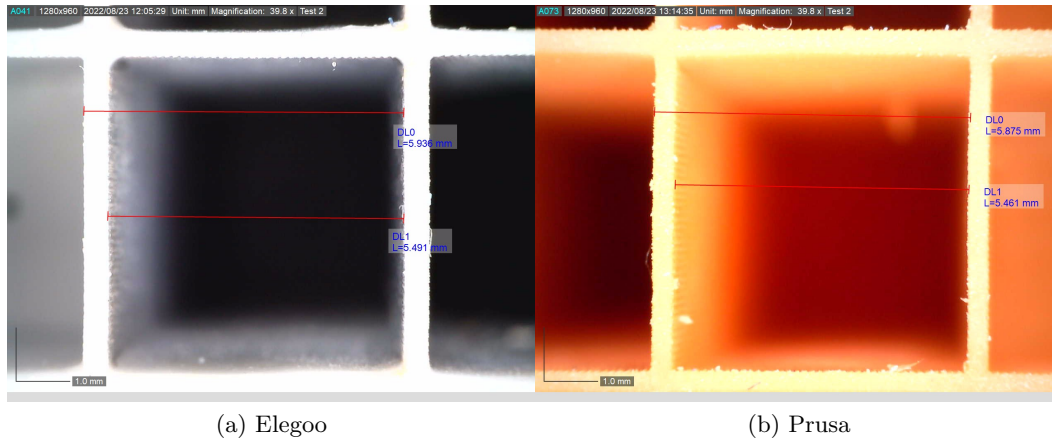 A041 1280x960 2022/08/23 12:05:29 Unit: mm Magnification: 39.8 x Test 2
DL0
L=5.936 mm
DL1
L=5.491 mm
1.0 mm
(a) Elegoo
A073 1280x960 2022/08/23 13:14:35 Unit: mm Magnification: 39.8 x Test 2
DL0
L=5.875 mm
DL1
L=5.461 mm
1.0 mm
(b) Prusa